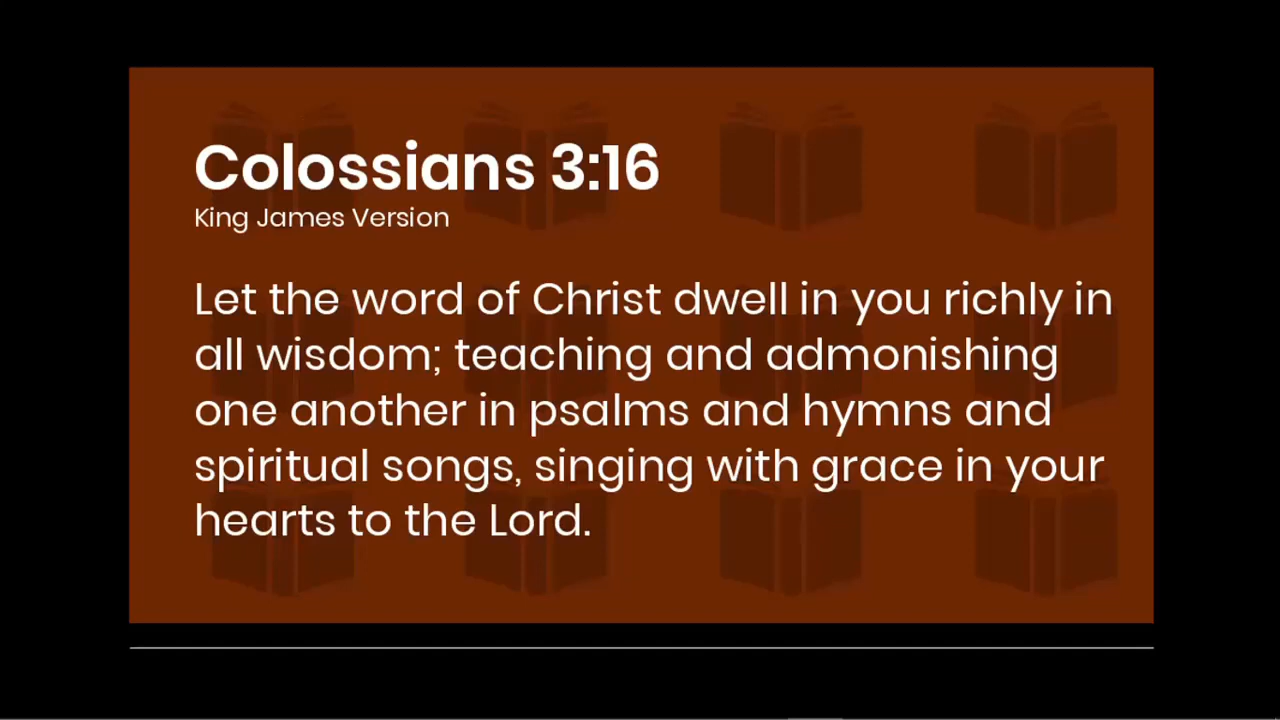 Colossians 3:16
King James Version
Let the word of Christ dwell in you richly in
all wisdom; teaching and admonishing
one another in psalms and hymns and
spiritual songs, singing with grace in your
hearts to the Lord.